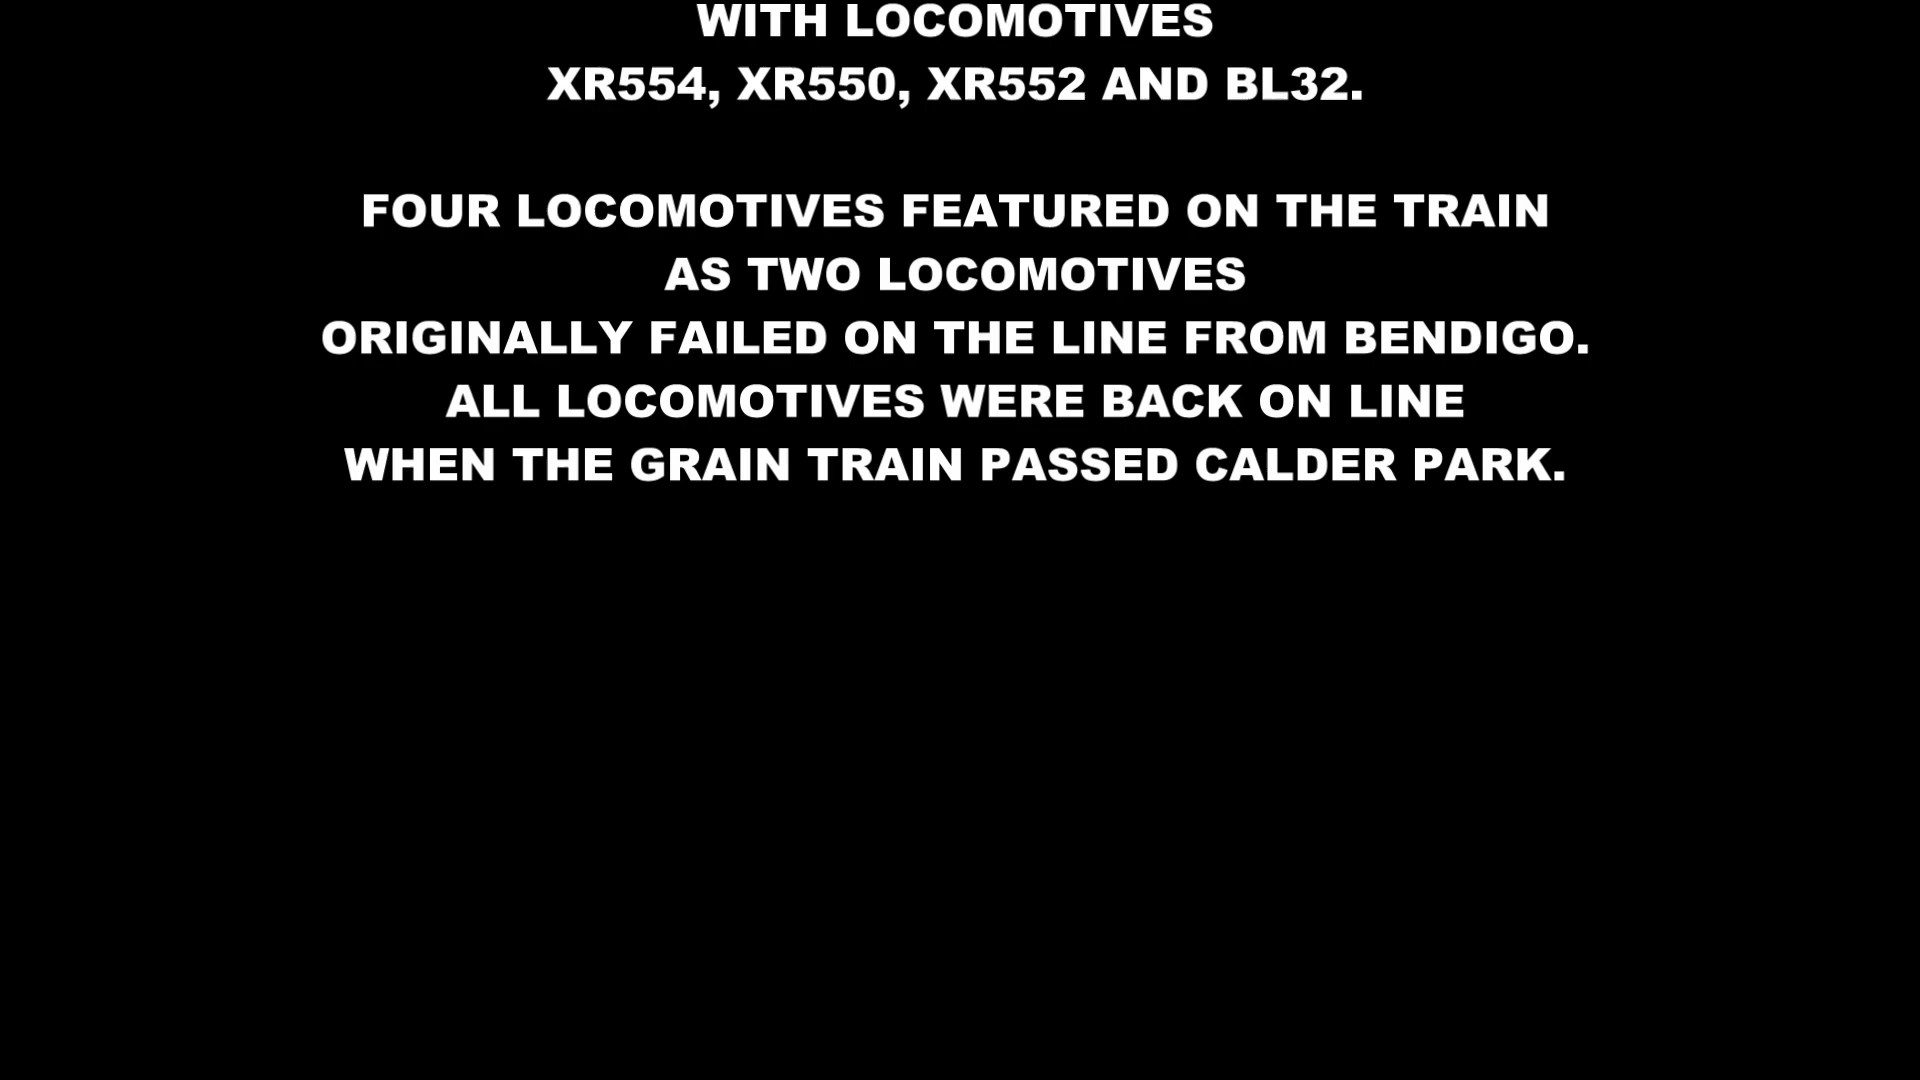 WITH LOCOMOTIVES
XR554, XR550, XR552 AND BL32.
FOUR LOCOMOTIVES FEATURED ON THE TRAIN
AS TWO LOCOMOTIVES
ORIGINALLY FAILED ON THE LINE FROM BENDIGO.
ALL LOCOMOTIVES WERE BACK ON LINE
WHEN THE GRAIN TRAIN PASSED CALDER PARK.